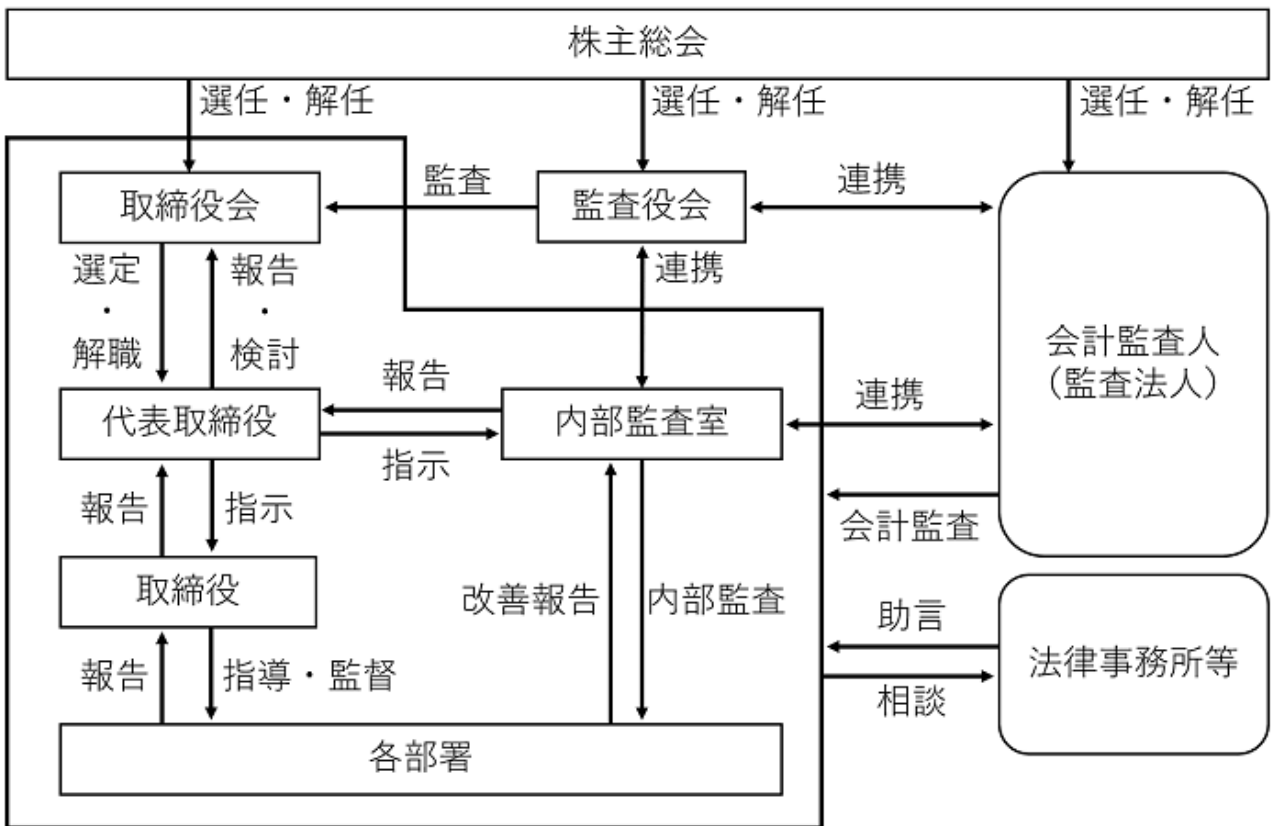 株主総会
選任・解任
選任・解任
選任・解任
取締役会
監査
監査役会
連携
選定
・
解職
報告
・
検討
連携
会計監査人
（監査法人）
代表取締役
報告
指示
内部監査室
連携
報告
指示
会計監査
取締役
改善報告
内部監査
助言
法律事務所等
相談
報告
指導・監督
各部署